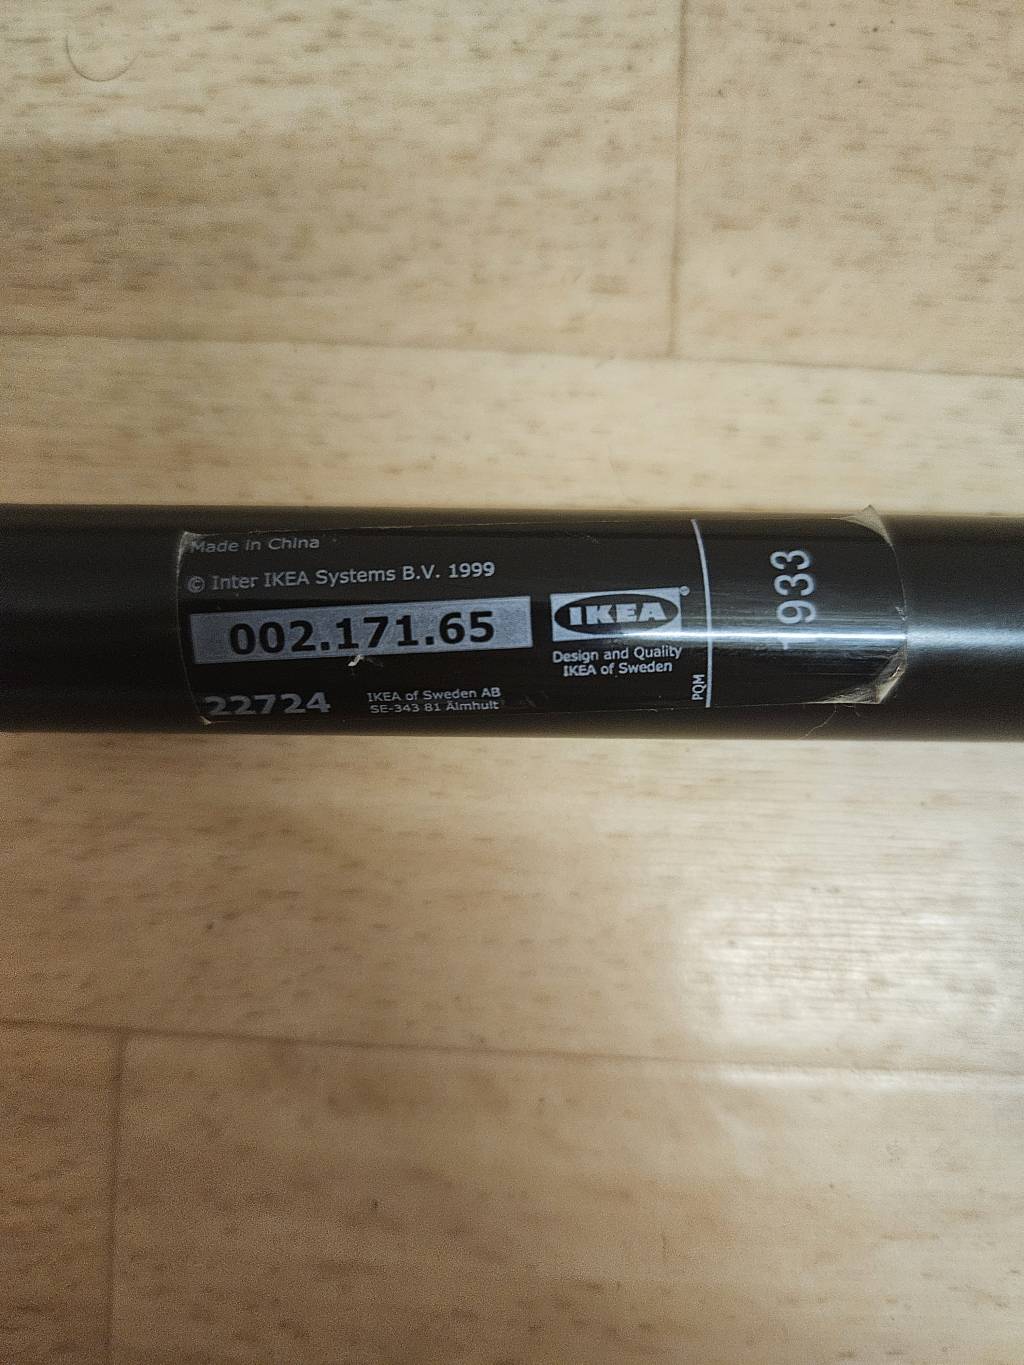 Made in China
© Inter IKEA Systems B.V. 1999
002.171.65
22724
IKEA of Sweden AB
SE-343 81 Älmhult
IKEA®
Design and Quality
IKEA of Sweden
PQM
1933